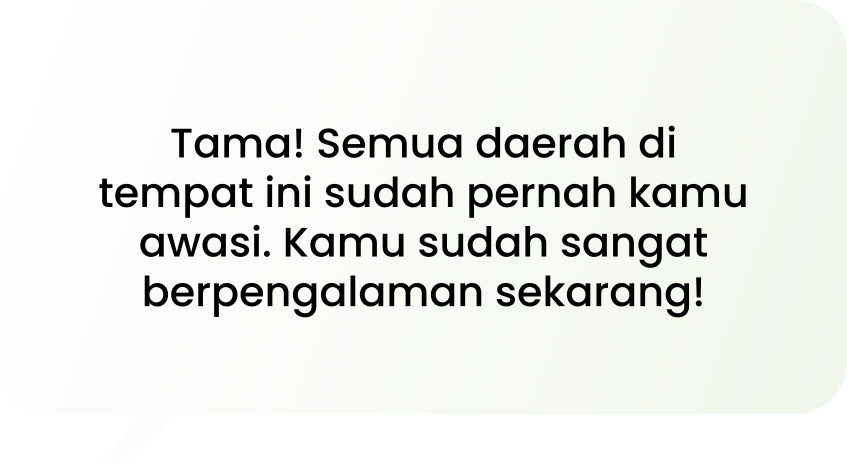 Tama! Semua daerah di
tempat ini sudah pernah kamu
awasi. Kamu sudah sangat
berpengalaman sekarang!